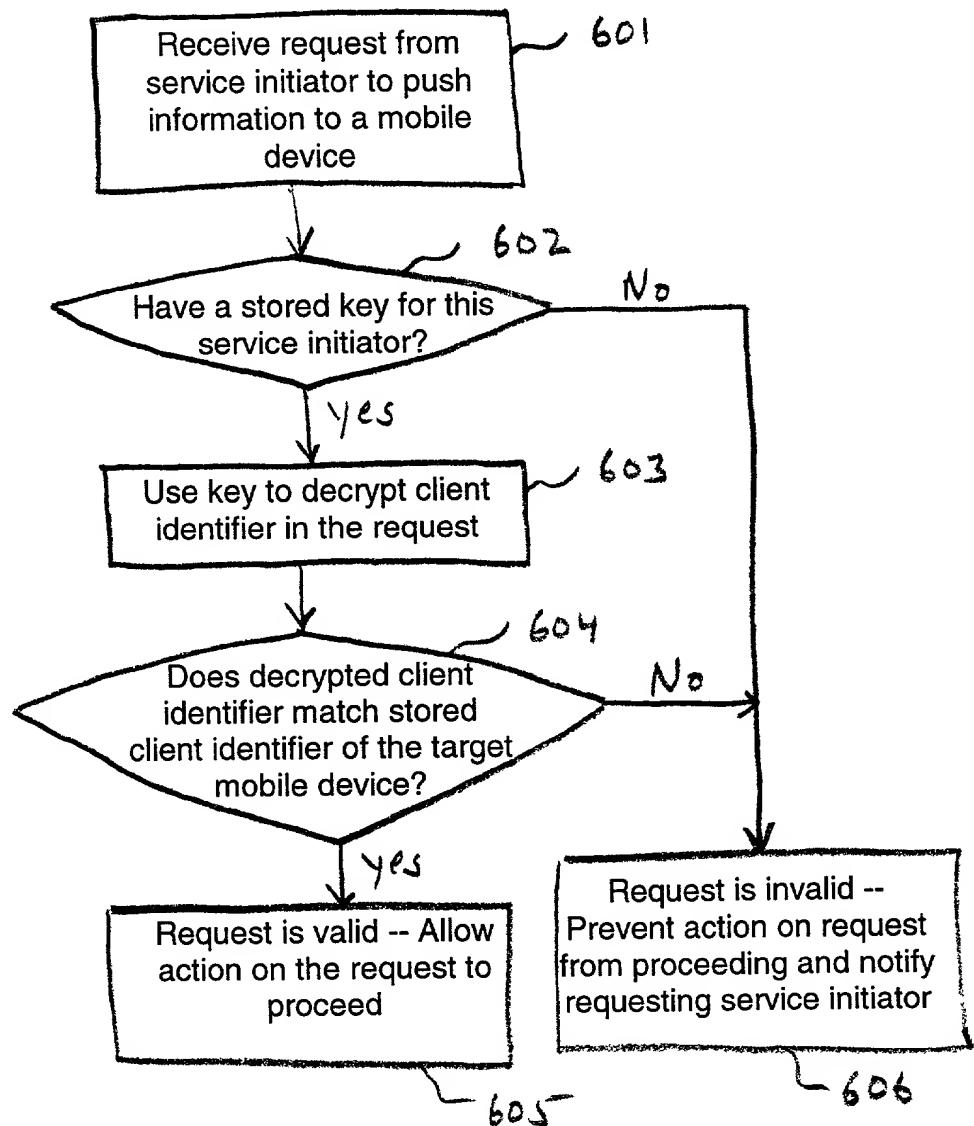 Receive request from
service initiator to push
information to a mobile
device
601
602
Have a stored key for this
service initiator?
No
yes
603
Use key to decrypt client
identifier in the request
604
Does decrypted client
identifier match stored
client identifier of the target
mobile device?
No
yes
Request is valid -- Allow
action on the request to
proceed
605
Request is invalid --
Prevent action on request
from proceeding and notify
requesting service initiator
606